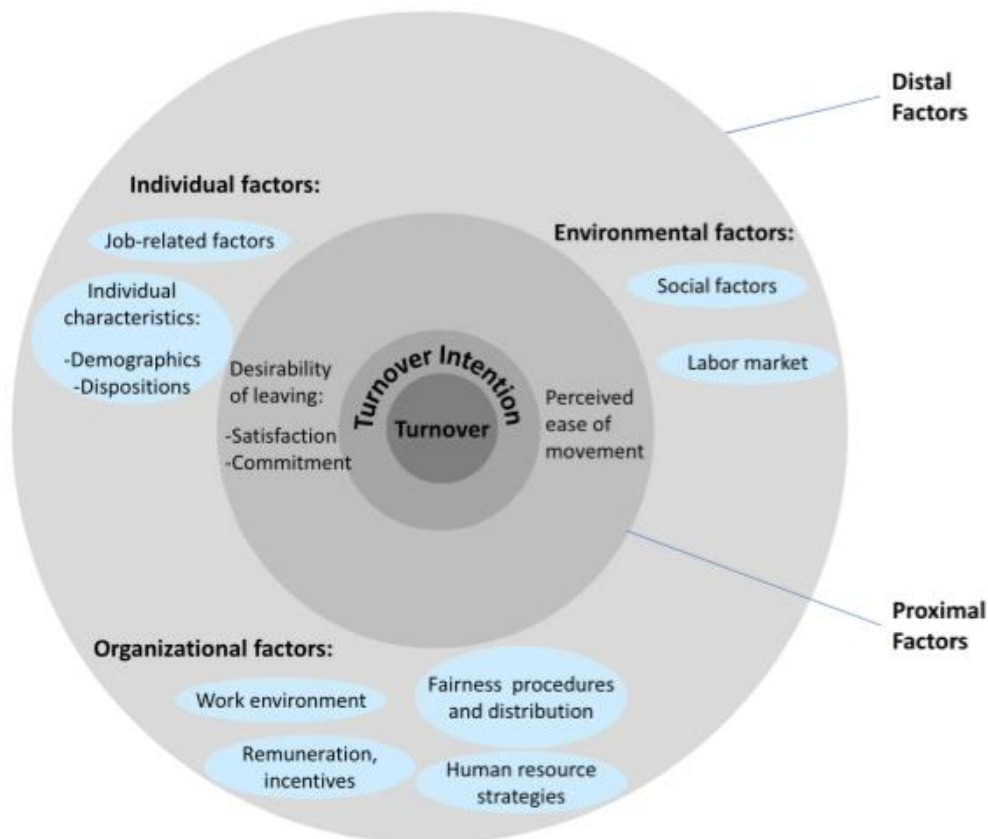 Distal
Factors
Individual factors:
Job-related factors
Individual
characteristics:
-Demographics
-Dispositions
Environmental factors:
Social factors
Labor market
Desirability
of leaving:
-Satisfaction
-Commitment
Turnover Intention
Turnover
Perceived
ease of
movement
Proximal
Factors
Organizational factors:
Work environment
Fairness procedures
and distribution
Remuneration,
incentives
Human resource
strategies